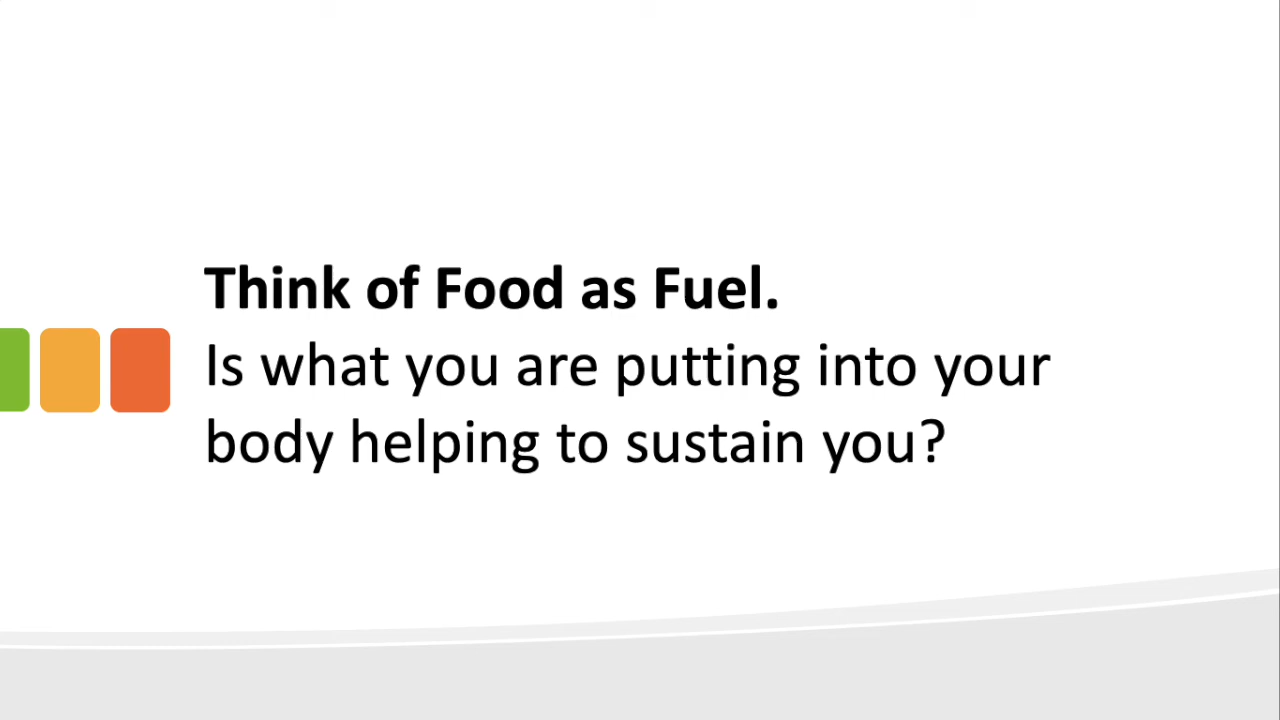 Think of Food as Fuel.
Is what you are putting into your
body helping to sustain you?